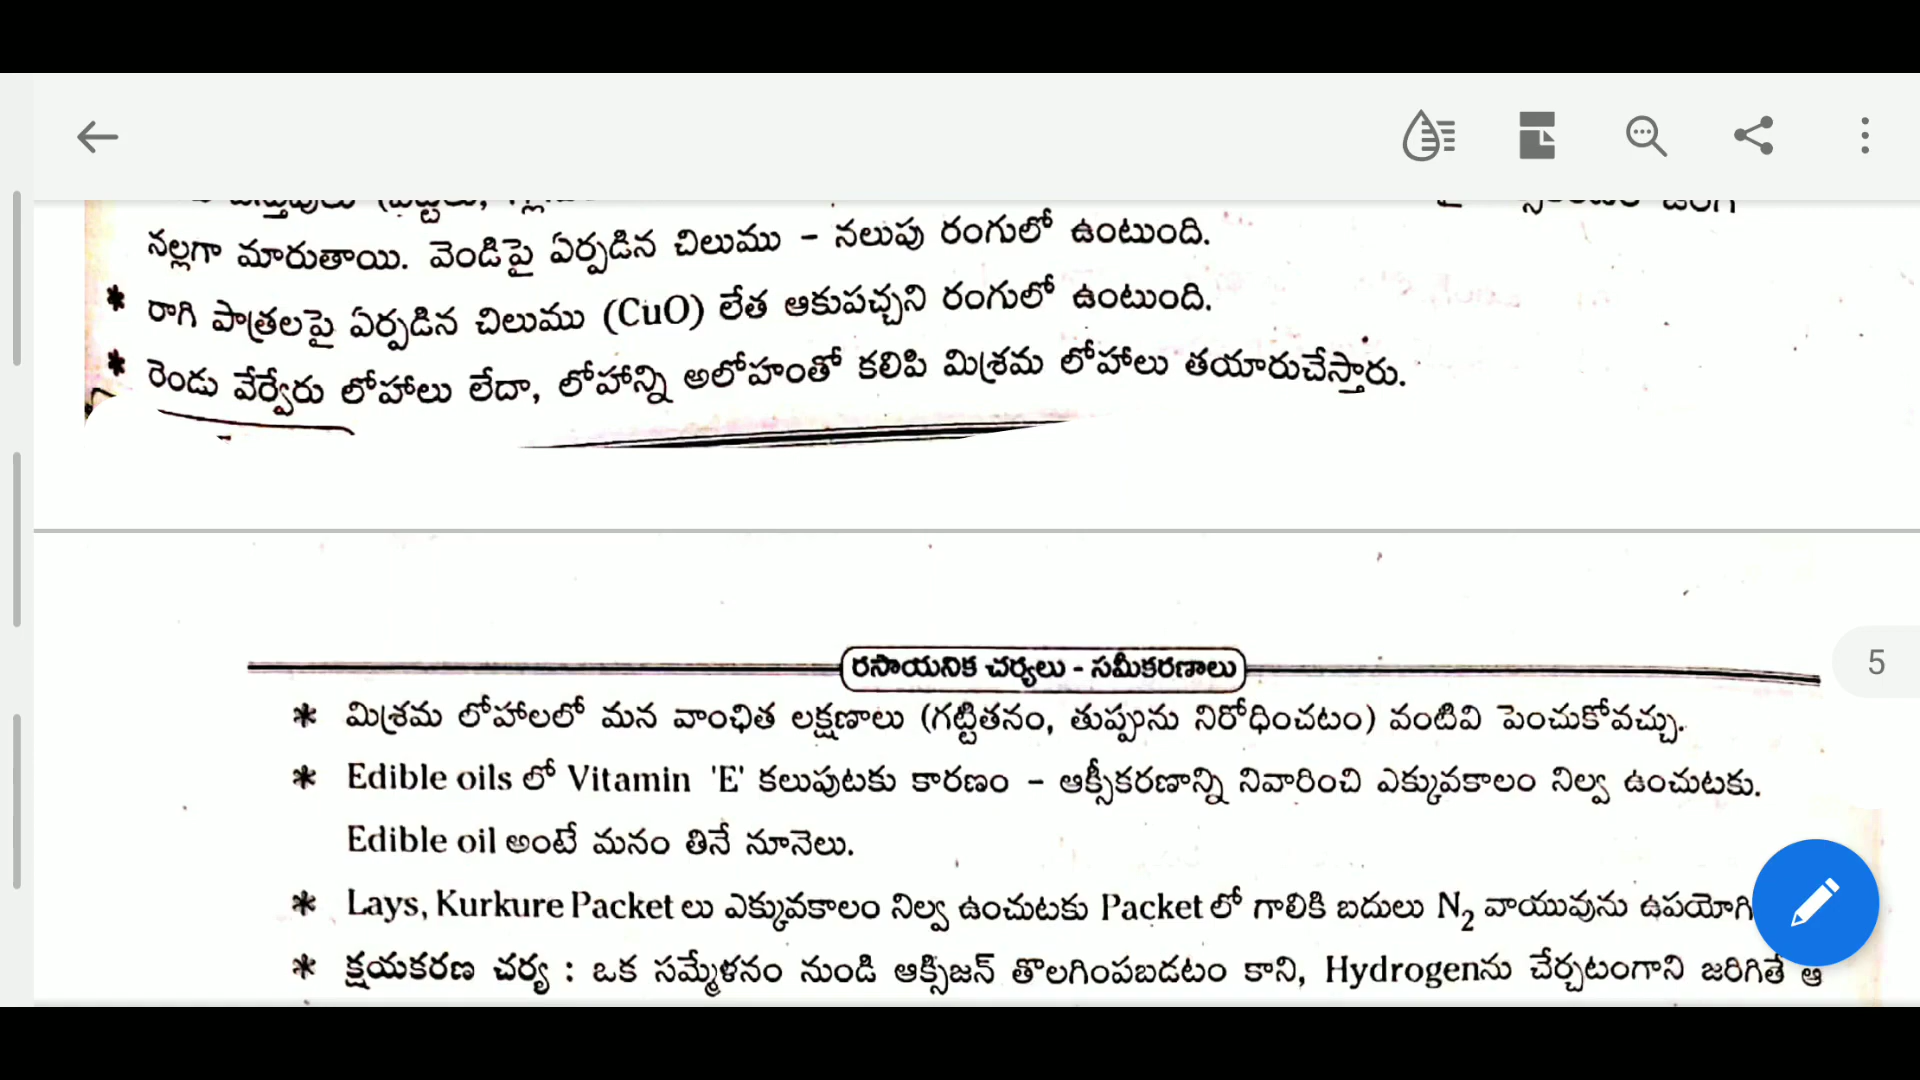 నల్లగా మారుతాయి. వెండిపై ఏర్పడిన చిలుము - నలుపు రంగులో ఉంటుంది.
* రాగి పాత్రలపై ఏర్పడిన చిలుము (CuO) లేత ఆకుపచ్చని రంగులో ఉంటుంది.
* రెండు వేర్వేరు లోహాలు లేదా, లోహాన్ని అలోహంతో కలిపి మిశ్రమ లోహాలు తయారుచేస్తారు.
5
రసాయనిక చర్యలు - సమీకరణాలు
* మిశ్రమ లోహాలలో మన వాంఛిత లక్షణాలు (గట్టితనం, తుప్పును నిరోధించటం) వంటివి పెంచుకోవచ్చు.
* Edible oils లో Vitamin 'E' కలుపుటకు కారణం - ఆక్సీకరణాన్ని నివారించి ఎక్కువకాలం నిల్వ ఉంచుటకు.
Edible oil అంటే మనం తినే నూనెలు.
* Lays, Kurkure Packet లు ఎక్కువకాలం నిల్వ ఉంచుటకు Packet లో గాలికి బదులు N₂ వాయువును ఉపయోగి
* క్షయకరణ చర్య : ఒక సమ్మేళనం నుండి ఆక్సిజన్ తొలగింపబడటం కాని, Hydrogenను చేర్చటంగాని జరిగితే ఆ